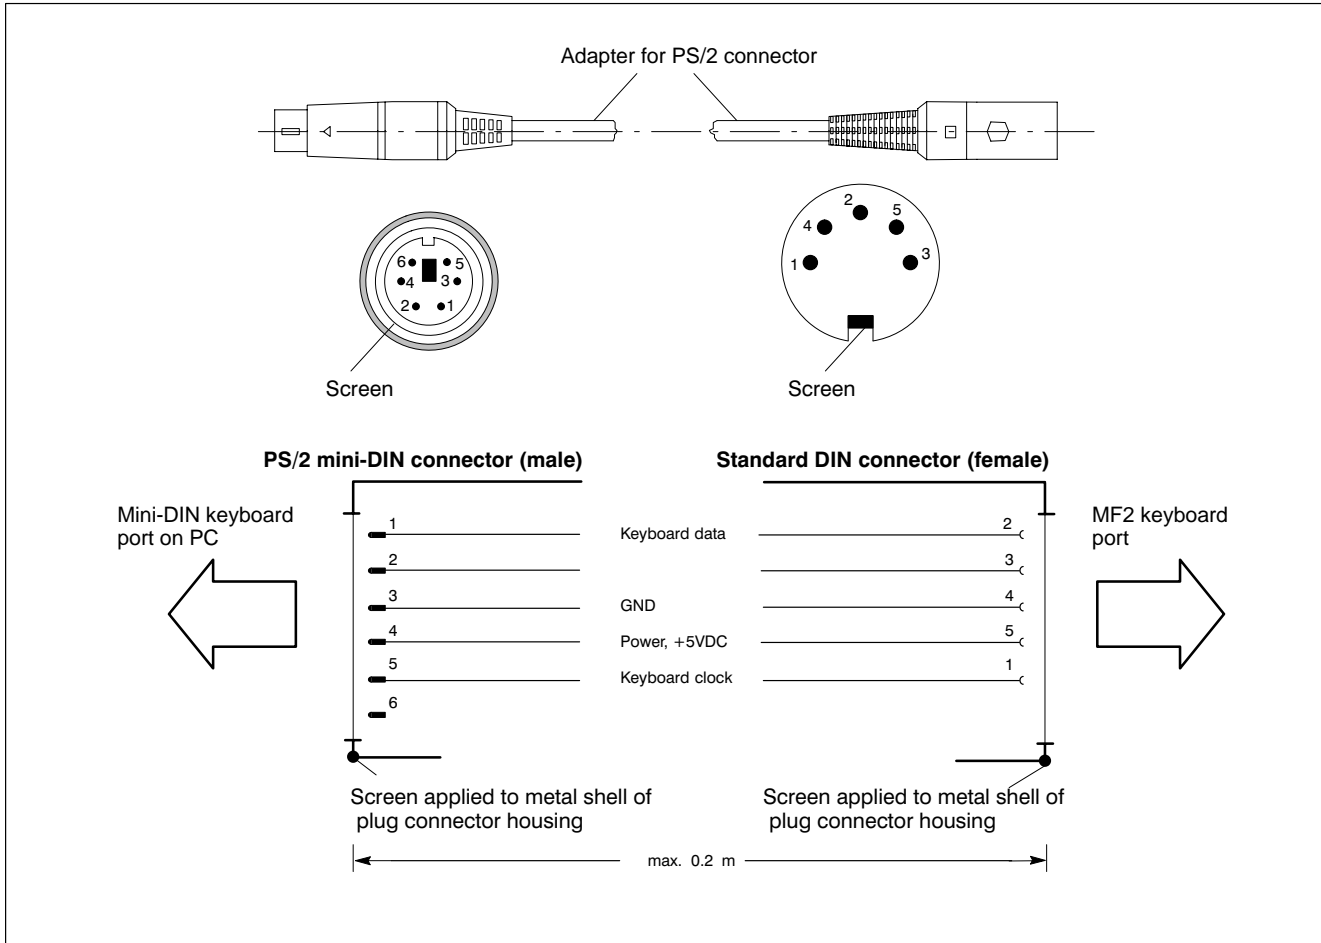 Adapter for PS/2 connector
2
5
4
3
1
6
5
4
3
2
1
Screen
Screen
PS/2 mini-DIN connector (male)
Standard DIN connector (female)
Mini-DIN keyboard
port on PC
MF2 keyboard
port
1
Keyboard data
2
2
3
3
GND
4
4
Power, +5VDC
5
5
Keyboard clock
1
6
Screen applied to metal shell of
plug connector housing
Screen applied to metal shell of
plug connector housing
max. 0.2 m